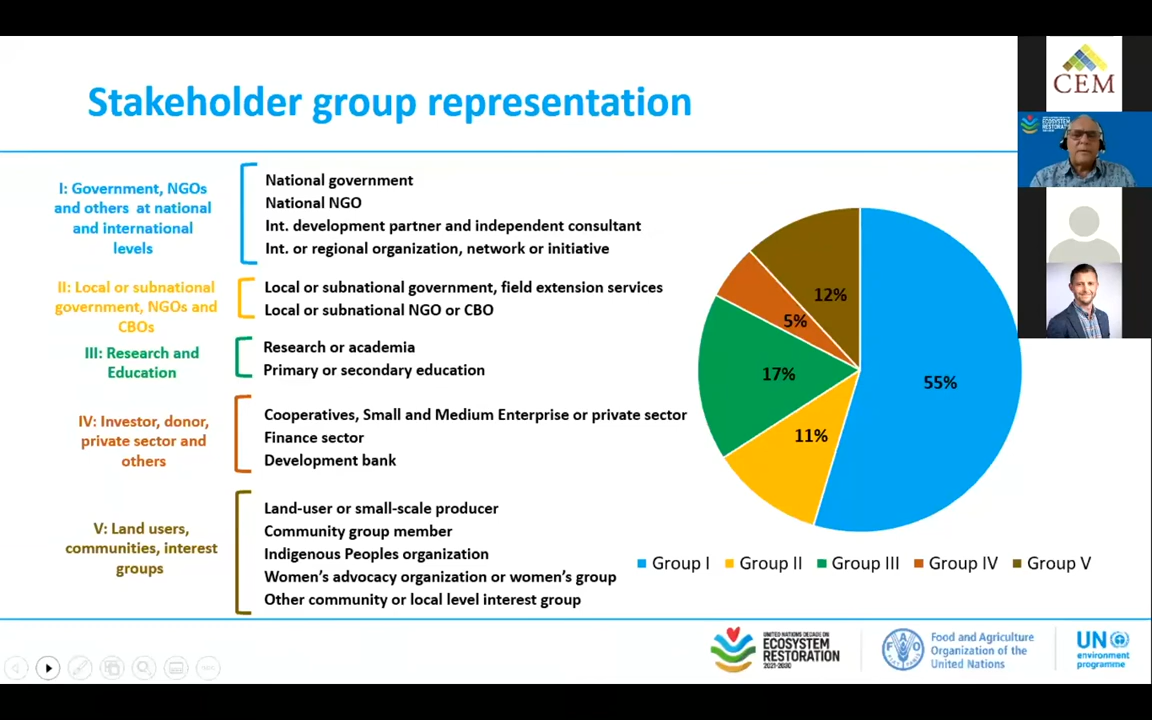 Stakeholder group representation
CEM
I: Government, NGOs
and others at national
and international
levels
National government
National NGO
Int. development partner and independent consultant
Int. or regional organization, network or initiative
II: Local or subnational
government, NGOs and
CBOs
Local or subnational government, field extension services
Local or subnational NGO or CBO
III: Research and
Education
Research or academia
Primary or secondary education
IV: Investor, donor,
private sector and
others
Cooperatives, Small and Medium Enterprise or private sector
Finance sector
Development bank
V: Land users,
communities, interest
groups
Land-user or small-scale producer
Community group member
Indigenous Peoples organization
Women's advocacy organization or women's group
Other community or local level interest group
12%
5%
17%
55%
11%
Group I
Group II
Group III
Group IV
Group V
UNITED NATIONS DECADE ON
ECOSYSTEM
RESTORATION
2021-2030
FAO
Food and Agriculture
Organization of the
United Nations
UN
environment
programme
ECOSYSTEM